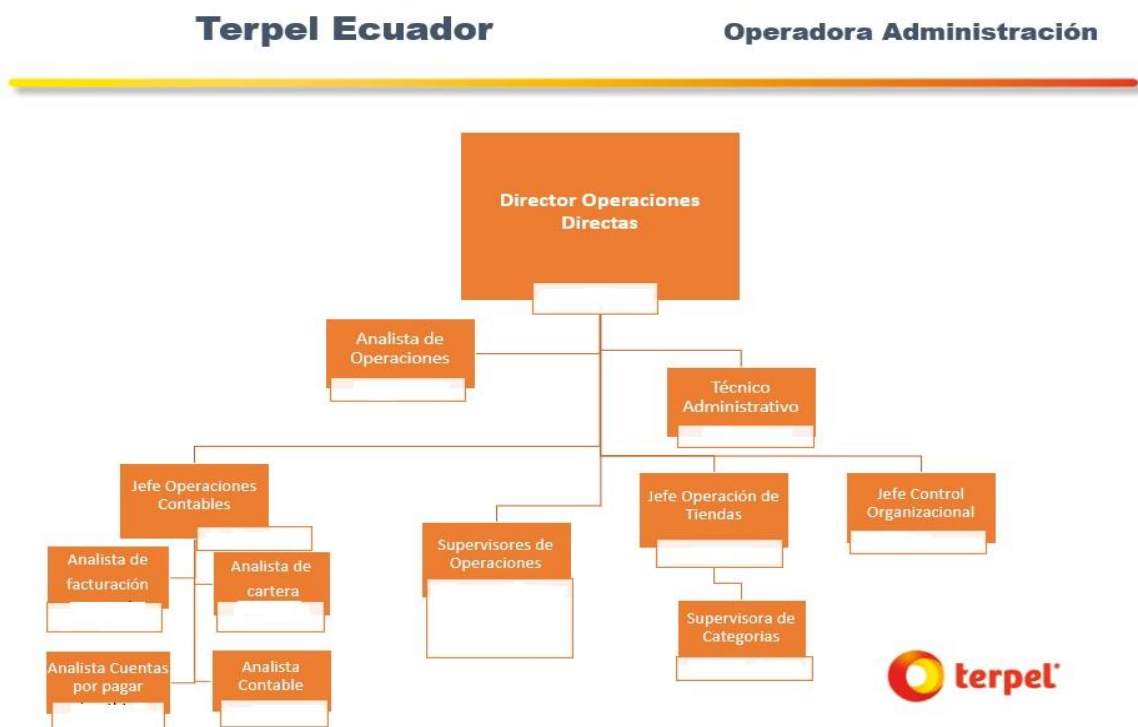 Terpel Ecuador
Operadora Administración
Director Operaciones
Directas
Analista de
Operaciones
Técnico
Administrativo
Jefe Operaciones
Contables
Jefe Operación de
Tiendas
Jefe Control
Organizacional
Supervisores de
Operaciones
Analista de
facturación
Analista de
cartera
Supervisora de
Categorias
Analista Cuentas
por pagar
Analista
Contable
terpel